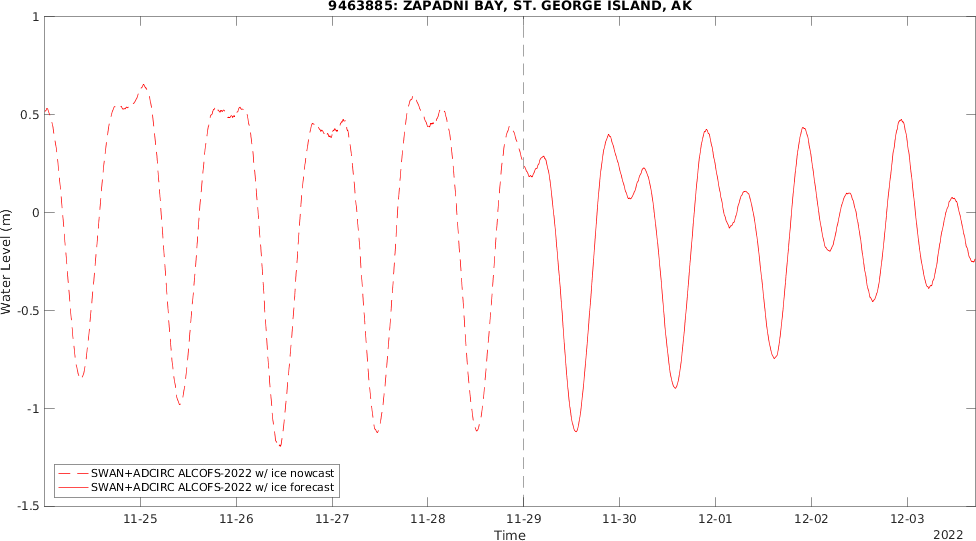 9463885: ZAPADNI BAY, ST. GEORGE ISLAND, AK
1
0.5
0
-0.5
-1
-1.5
Water Level (m)
SWAN+ADCIRC ALCOFS-2022 w/ ice nowcast
SWAN+ADCIRC ALCOFS-2022 w/ ice forecast
11-25 11-26 11-27 11-28 11-29 11-30 12-01 12-02 12-03
Time
2022